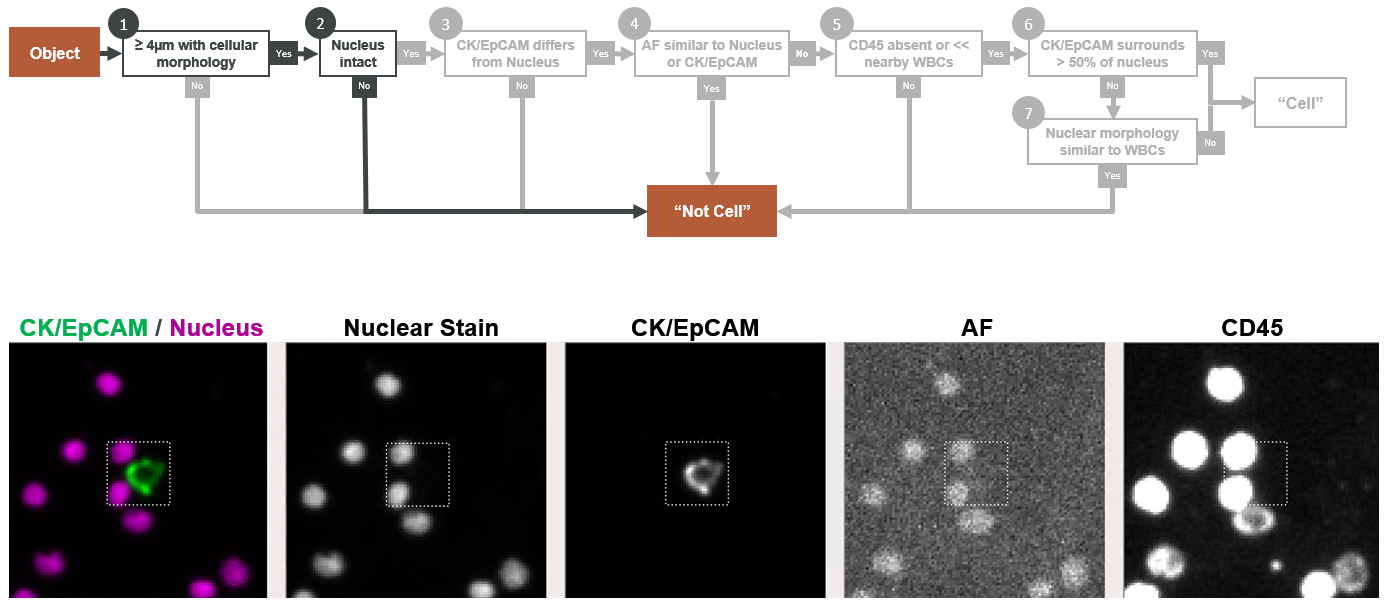 1
2
3
4
5
6
Object
≥ 4µm with cellular
morphology
Yes
Nucleus
intact
Yes
CK/EpCAM differs
from Nucleus
Yes
AF similar to Nucleus
or CK/EpCAM
No
CD45 absent or <<
nearby WBCs
Yes
CK/EpCAM surrounds
> 50% of nucleus
Yes
No
No
No
Yes
No
No
“Cell”
7
Nuclear morphology
similar to WBCs
No
Yes
“Not Cell”
CK/EpCAM / Nucleus
Nuclear Stain
CK/EpCAM
AF
CD45